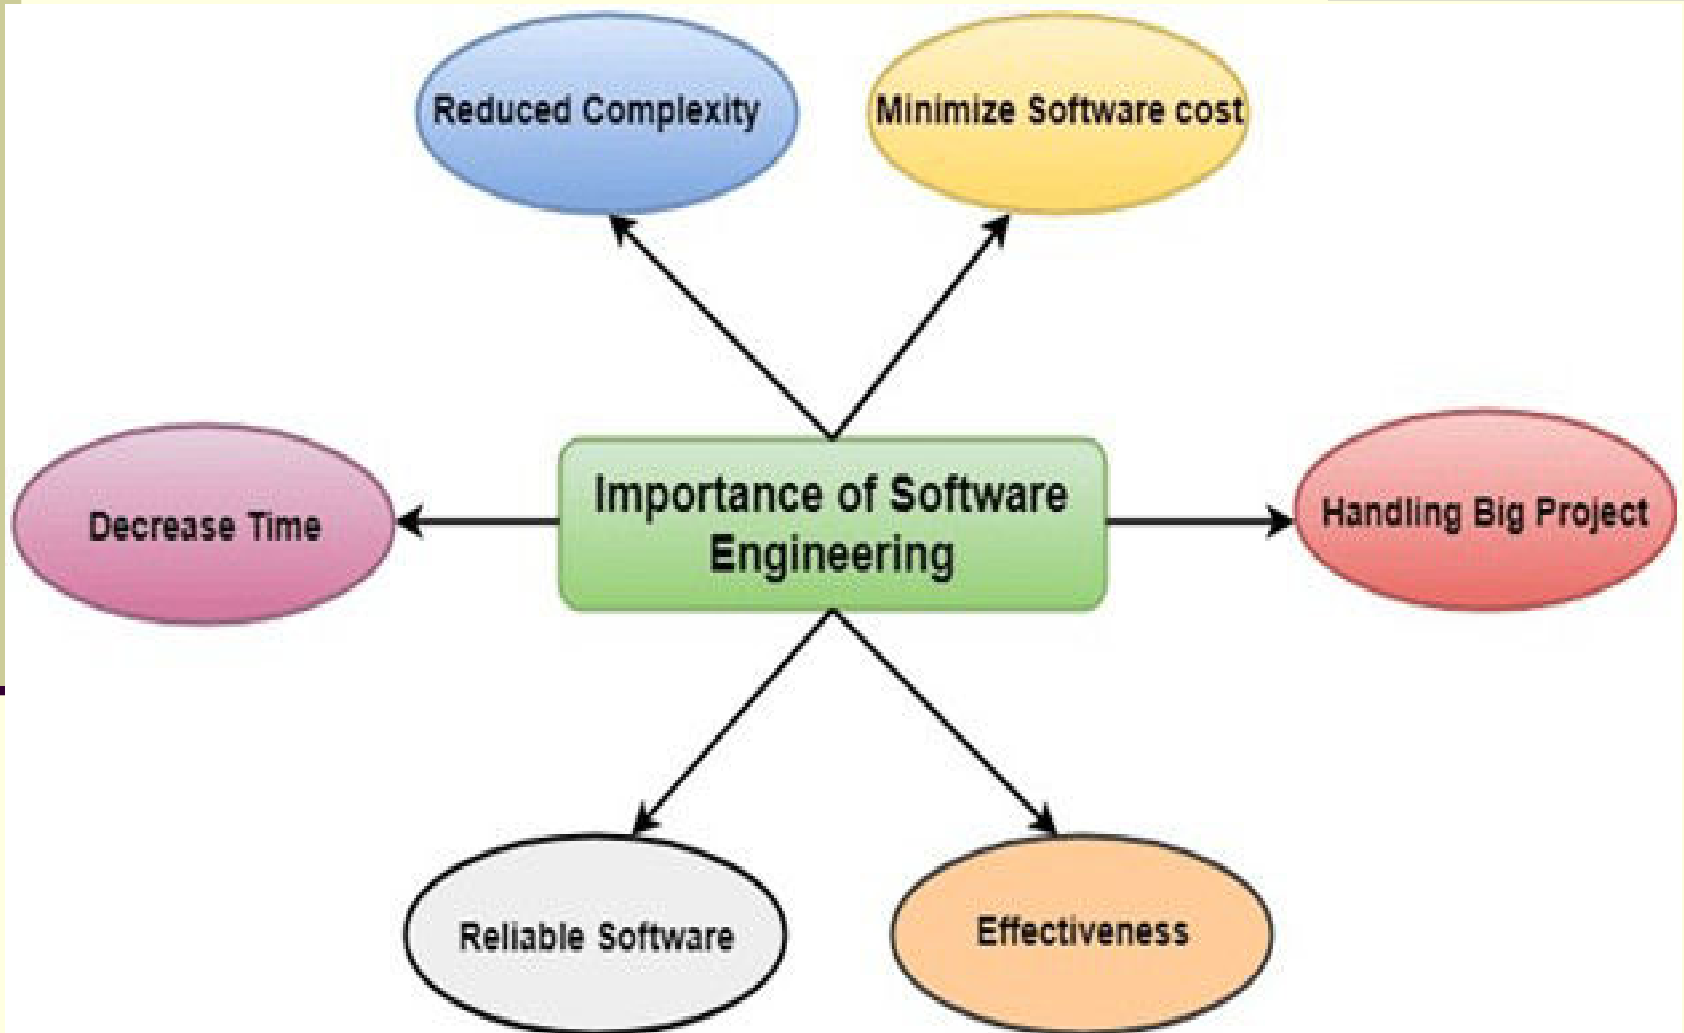 Reduced Complexity
Minimize Software cost
Decrease Time
Importance of Software
Engineering
Handling Big Project
Reliable Software
Effectiveness